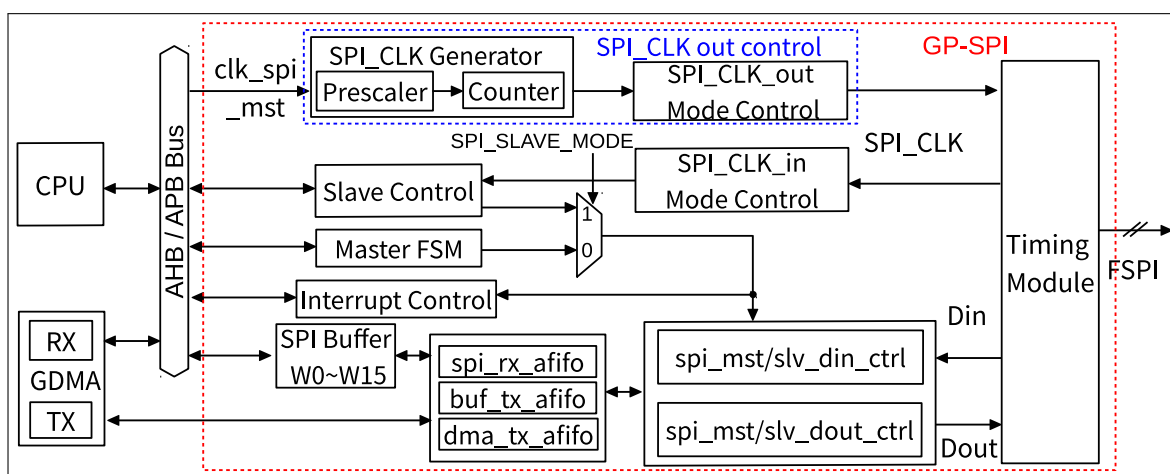 SPI_CLK Generator
SPI_CLK out control
GP-SPI
clk_spi
_mst
Prescaler
Counter
SPI_CLK_out
Mode Control
SPI_SLAVE_MODE
SPI_CLK
CPU
AHB / APB Bus
Slave Control
SPI_CLK_in
Mode Control
1
0
Master FSM
Timing
Module
FSPI
Interrupt Control
RX
GDMA
TX
SPI Buffer
W0~W15
spi_rx_afifo
buf_tx_afifo
dma_tx_afifo
spi_mst/slv_din_ctrl
spi_mst/slv_dout_ctrl
Din
Dout